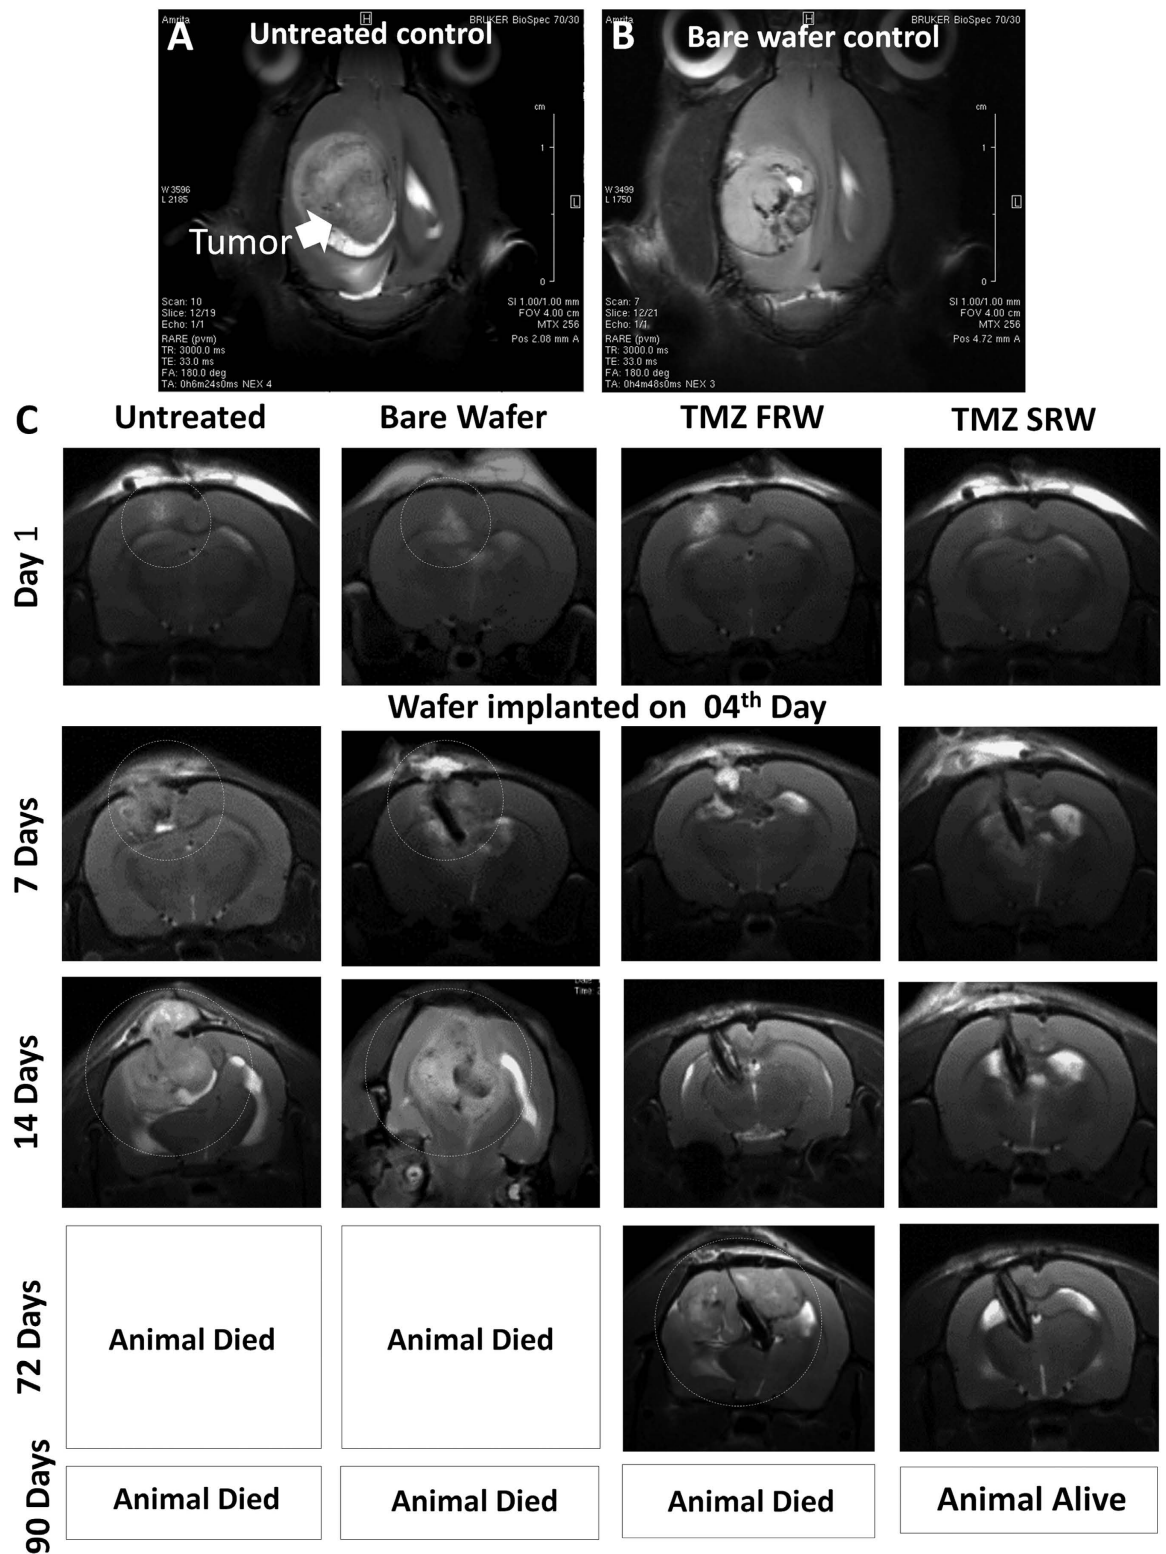 Amrita
H
BRUKER BioSpec 70/30
A
Untreated control
cm
1
W 3596
L 2185
L
Tumor
0
Scan: 10
Slice: 12/19
Echo: 1/1
RARE (pvm)
TR: 3000.0 ms
TE: 33.0 ms
FA: 180.0 deg
TA: 0h6m24s0ms NEX 4
SI 1.00/1.00 mm
FOV 4.00 cm
MTX 256
Pos 2.08 mm A
Amrita
H
BRUKER BioSpec 70/30
B
Bare wafer control
cm
1
W 3499
L 1750
L
0
Scan: 7
Slice: 12/21
Echo: 1/1
RARE (pvm)
TR: 3000.0 ms
TE: 33.0 ms
FA: 180.0 deg
TA: 0h4m48s0ms NEX 3
SI 1.00/1.00 mm
FOV 4.00 cm
MTX 256
Pos 4.72 mm A
C
Untreated
Bare Wafer
TMZ FRW
TMZ SRW
Day 1
Wafer implanted on 04th Day
7 Days
14 Days
Time:
72 Days
Animal Died
Animal Died
90 Days
Animal Died
Animal Died
Animal Died
Animal Alive